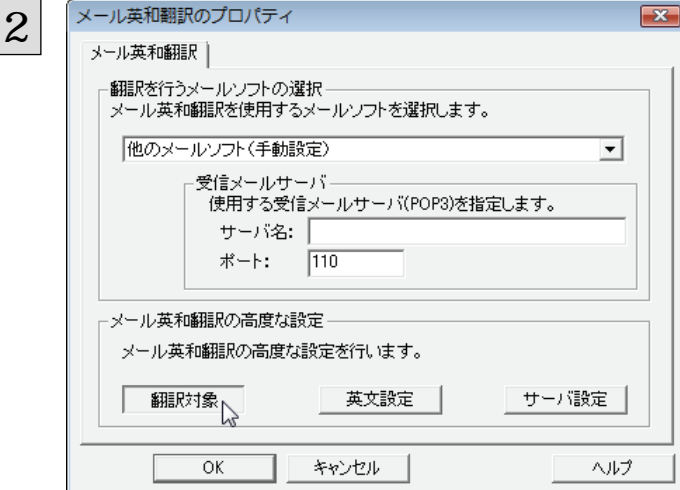 2
メール英和翻訳のプロパティ
メール英和翻訳
翻訳を行うメールソフトの選択
メール英和翻訳を使用するメールソフトを選択します。
他のメールソフト(手動設定)
受信メールサーバ
使用する受信メールサーバ(POP3)を指定します。
サーバ名:
ポート: 110
メール英和翻訳の高度な設定
メール英和翻訳の高度な設定を行います。
翻訳対象 英文設定 サーバ設定
OK キャンセル ヘルプ